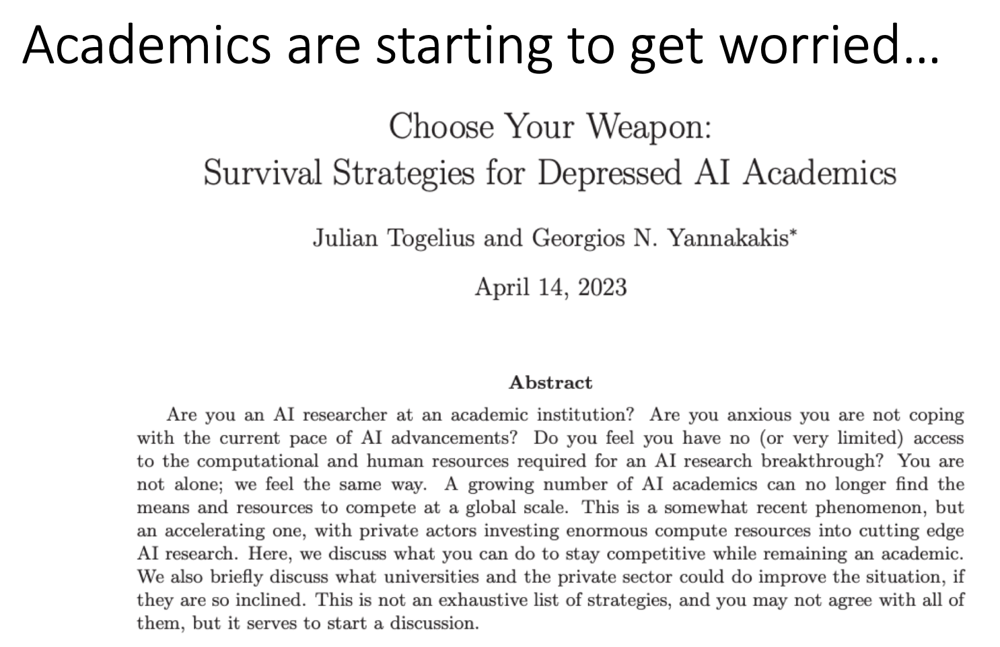 Academics are starting to get worried...
Choose Your Weapon:
Survival Strategies for Depressed AI Academics
Julian Togelius and Georgios N. Yannakakis*
April 14, 2023
Abstract
Are you an AI researcher at an academic institution? Are you anxious you are not coping
with the current pace of AI advancements? Do you feel you have no (or very limited) access
to the computational and human resources required for an AI research breakthrough? You are
not alone; we feel the same way. A growing number of AI academics can no longer find the
means and resources to compete at a global scale. This is a somewhat recent phenomenon, but
an accelerating one, with private actors investing enormous compute resources into cutting edge
AI research. Here, we discuss what you can do to stay competitive while remaining an academic.
We also briefly discuss what universities and the private sector could do improve the situation, if
they are so inclined. This is not an exhaustive list of strategies, and you may not agree with all of
them, but it serves to start a discussion.